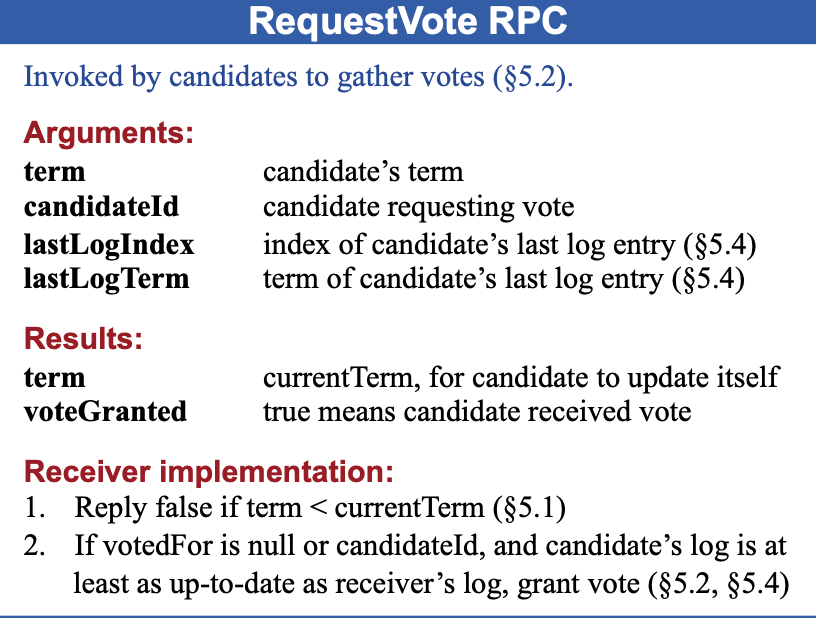 RequestVote RPC
Invoked by candidates to gather votes (§5.2).
Arguments:
term candidate’s term
candidateId candidate requesting vote
lastLogIndex index of candidate’s last log entry (§5.4)
lastLogTerm term of candidate’s last log entry (§5.4)
Results:
term currentTerm, for candidate to update itself
voteGranted true means candidate received vote
Receiver implementation:
1. Reply false if term < currentTerm (§5.1)
2. If votedFor is null or candidateId, and candidate’s log is at
least as up-to-date as receiver’s log, grant vote (§5.2, §5.4)